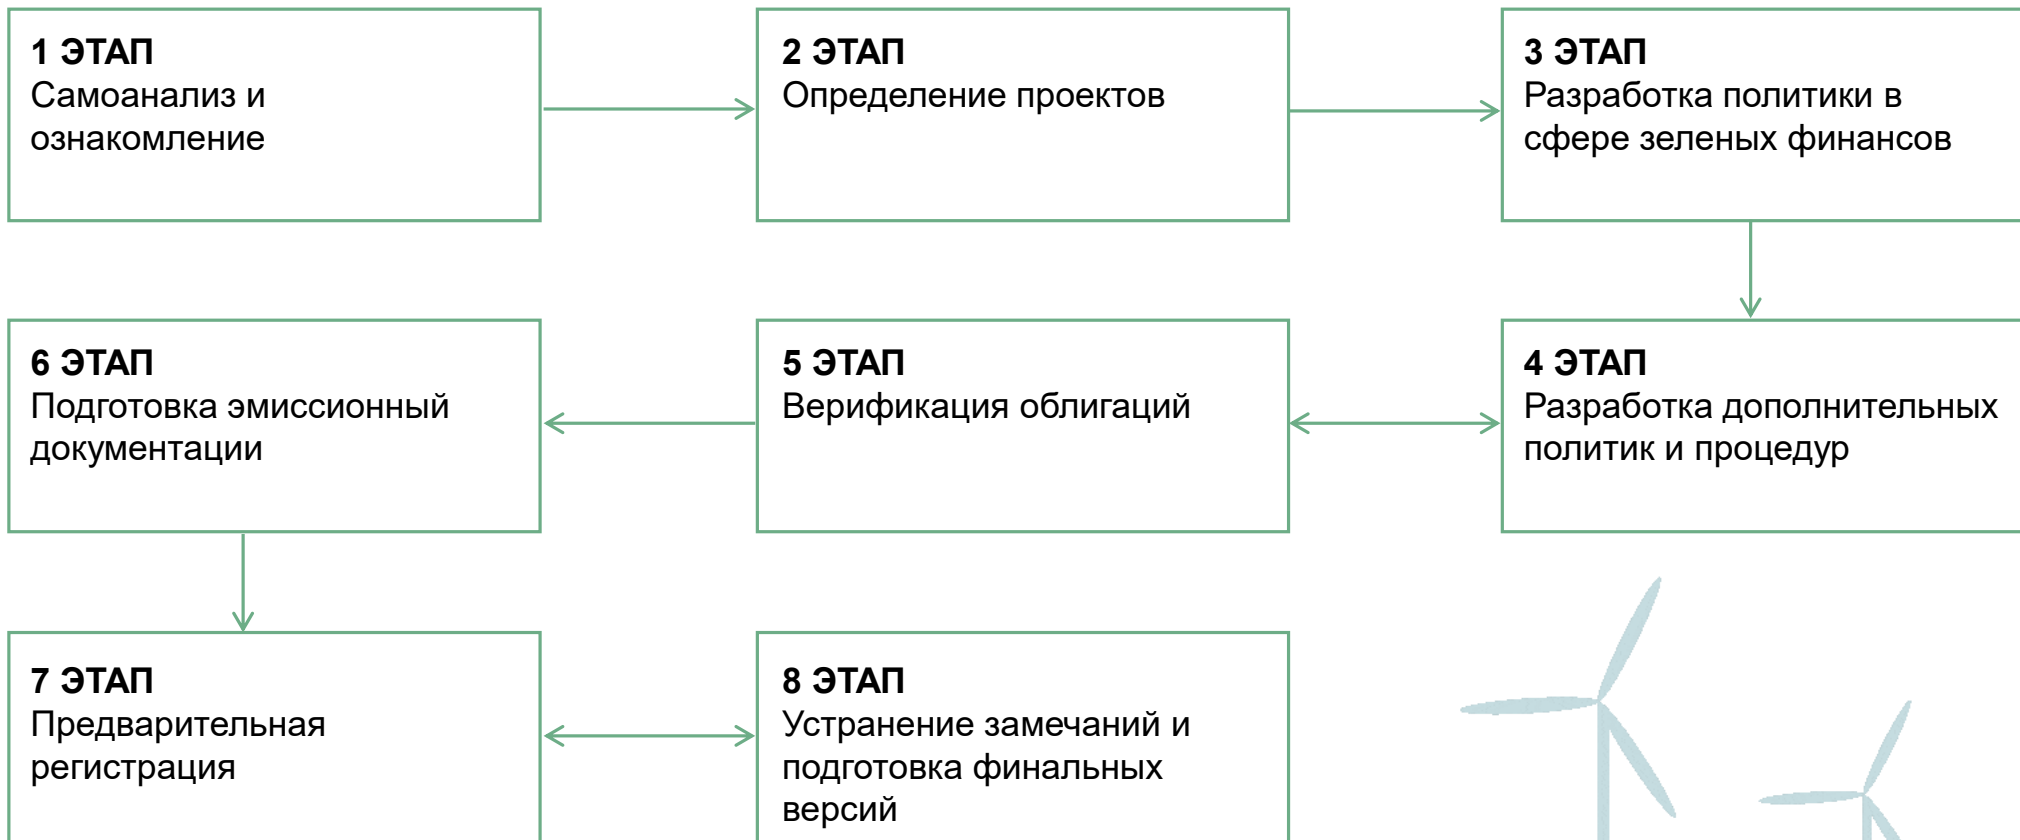 1 ЭТАП
Самоанализ и
ознакомление
2 ЭТАП
Определение проектов
3 ЭТАП
Разработка политики в
сфере зеленых финансов
4 ЭТАП
Разработка дополнительных
политик и процедур
5 ЭТАП
Верификация облигаций
6 ЭТАП
Подготовка эмиссионный
документации
7 ЭТАП
Предварительная
регистрация
8 ЭТАП
Устранение замечаний и
подготовка финальных
версий